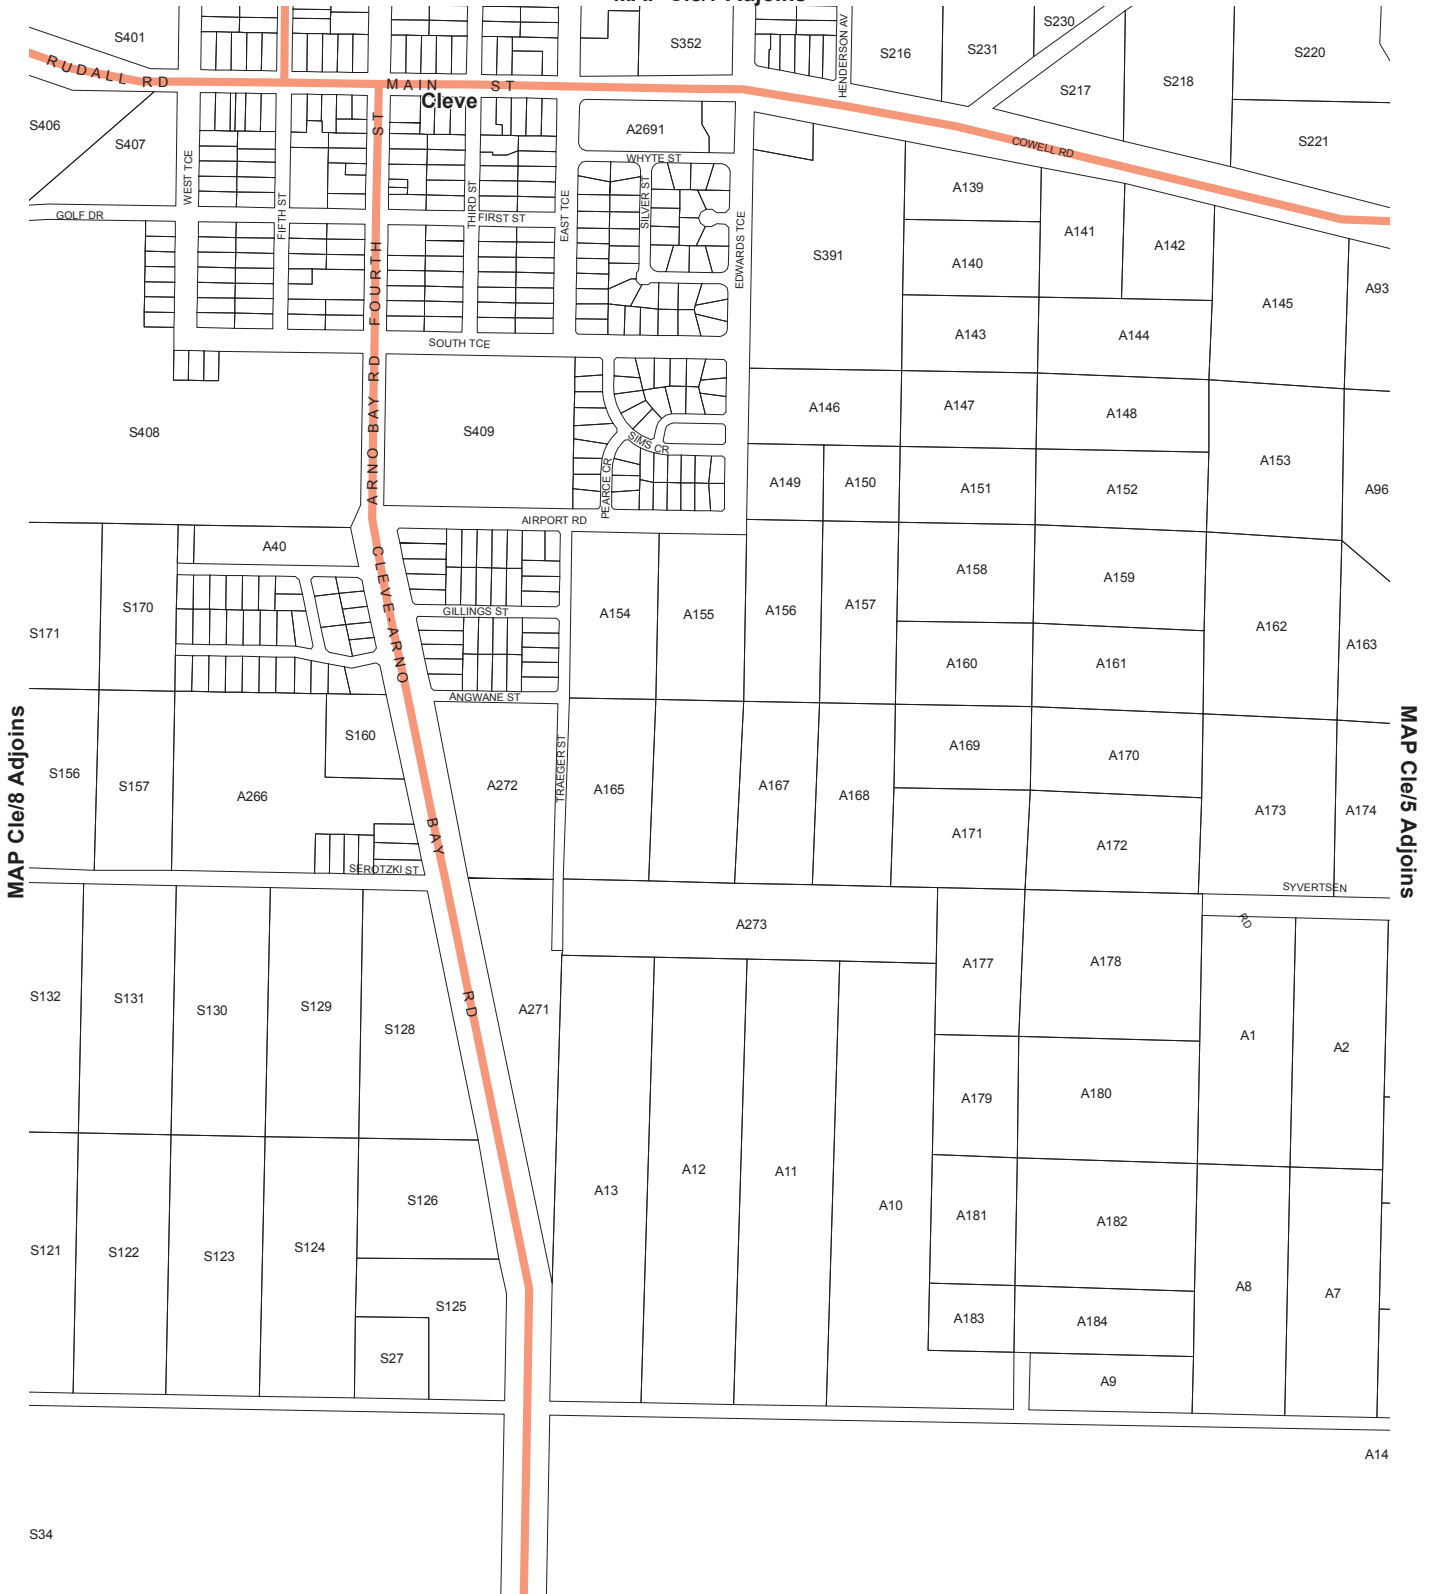 S401
S352
HENDERSON AV
S216
S231
S230
S220
RUDALL RD
MAIN ST
Cleve
S217
S218
S406
S407
A2691
COWELL RD
S221
WHYTE ST
WEST TCE
FIFTH ST
ST
THIRD ST
SILVER ST
A139
GOLF DR
FIRST ST
EAST TCE
EDWARDS TCE
A141
A142
S391
A140
A93
A145
FOURTH
A143
A144
SOUTH TCE
ARNO BAY RD
A146
A147
A148
S408
S409
SIMS CR
A153
PEARCE CR
A149
A150
A151
A152
A96
AIRPORT RD
A40
CLEVE-ARNO
A158
A159
S170
GILLINGS ST
A154
A155
A156
A157
S171
A162
A163
A160
A161
ANGWANE ST
MAP Cle/8 Adjoins
MAP Cle/5 Adjoins
S160
A169
A170
S156
S157
A266
A272
TRAEGER ST
A165
A167
A168
A173
A174
BAY
A171
A172
SEROTZKI ST
SYVERTSEN
RD
A273
A177
A178
S132
S131
S130
S129
S128
RD
A271
A1
A2
A179
A180
A13
A12
A11
A10
S126
A181
A182
S121
S122
S123
S124
A8
A7
S125
A183
A184
S27
A9
A14
S34